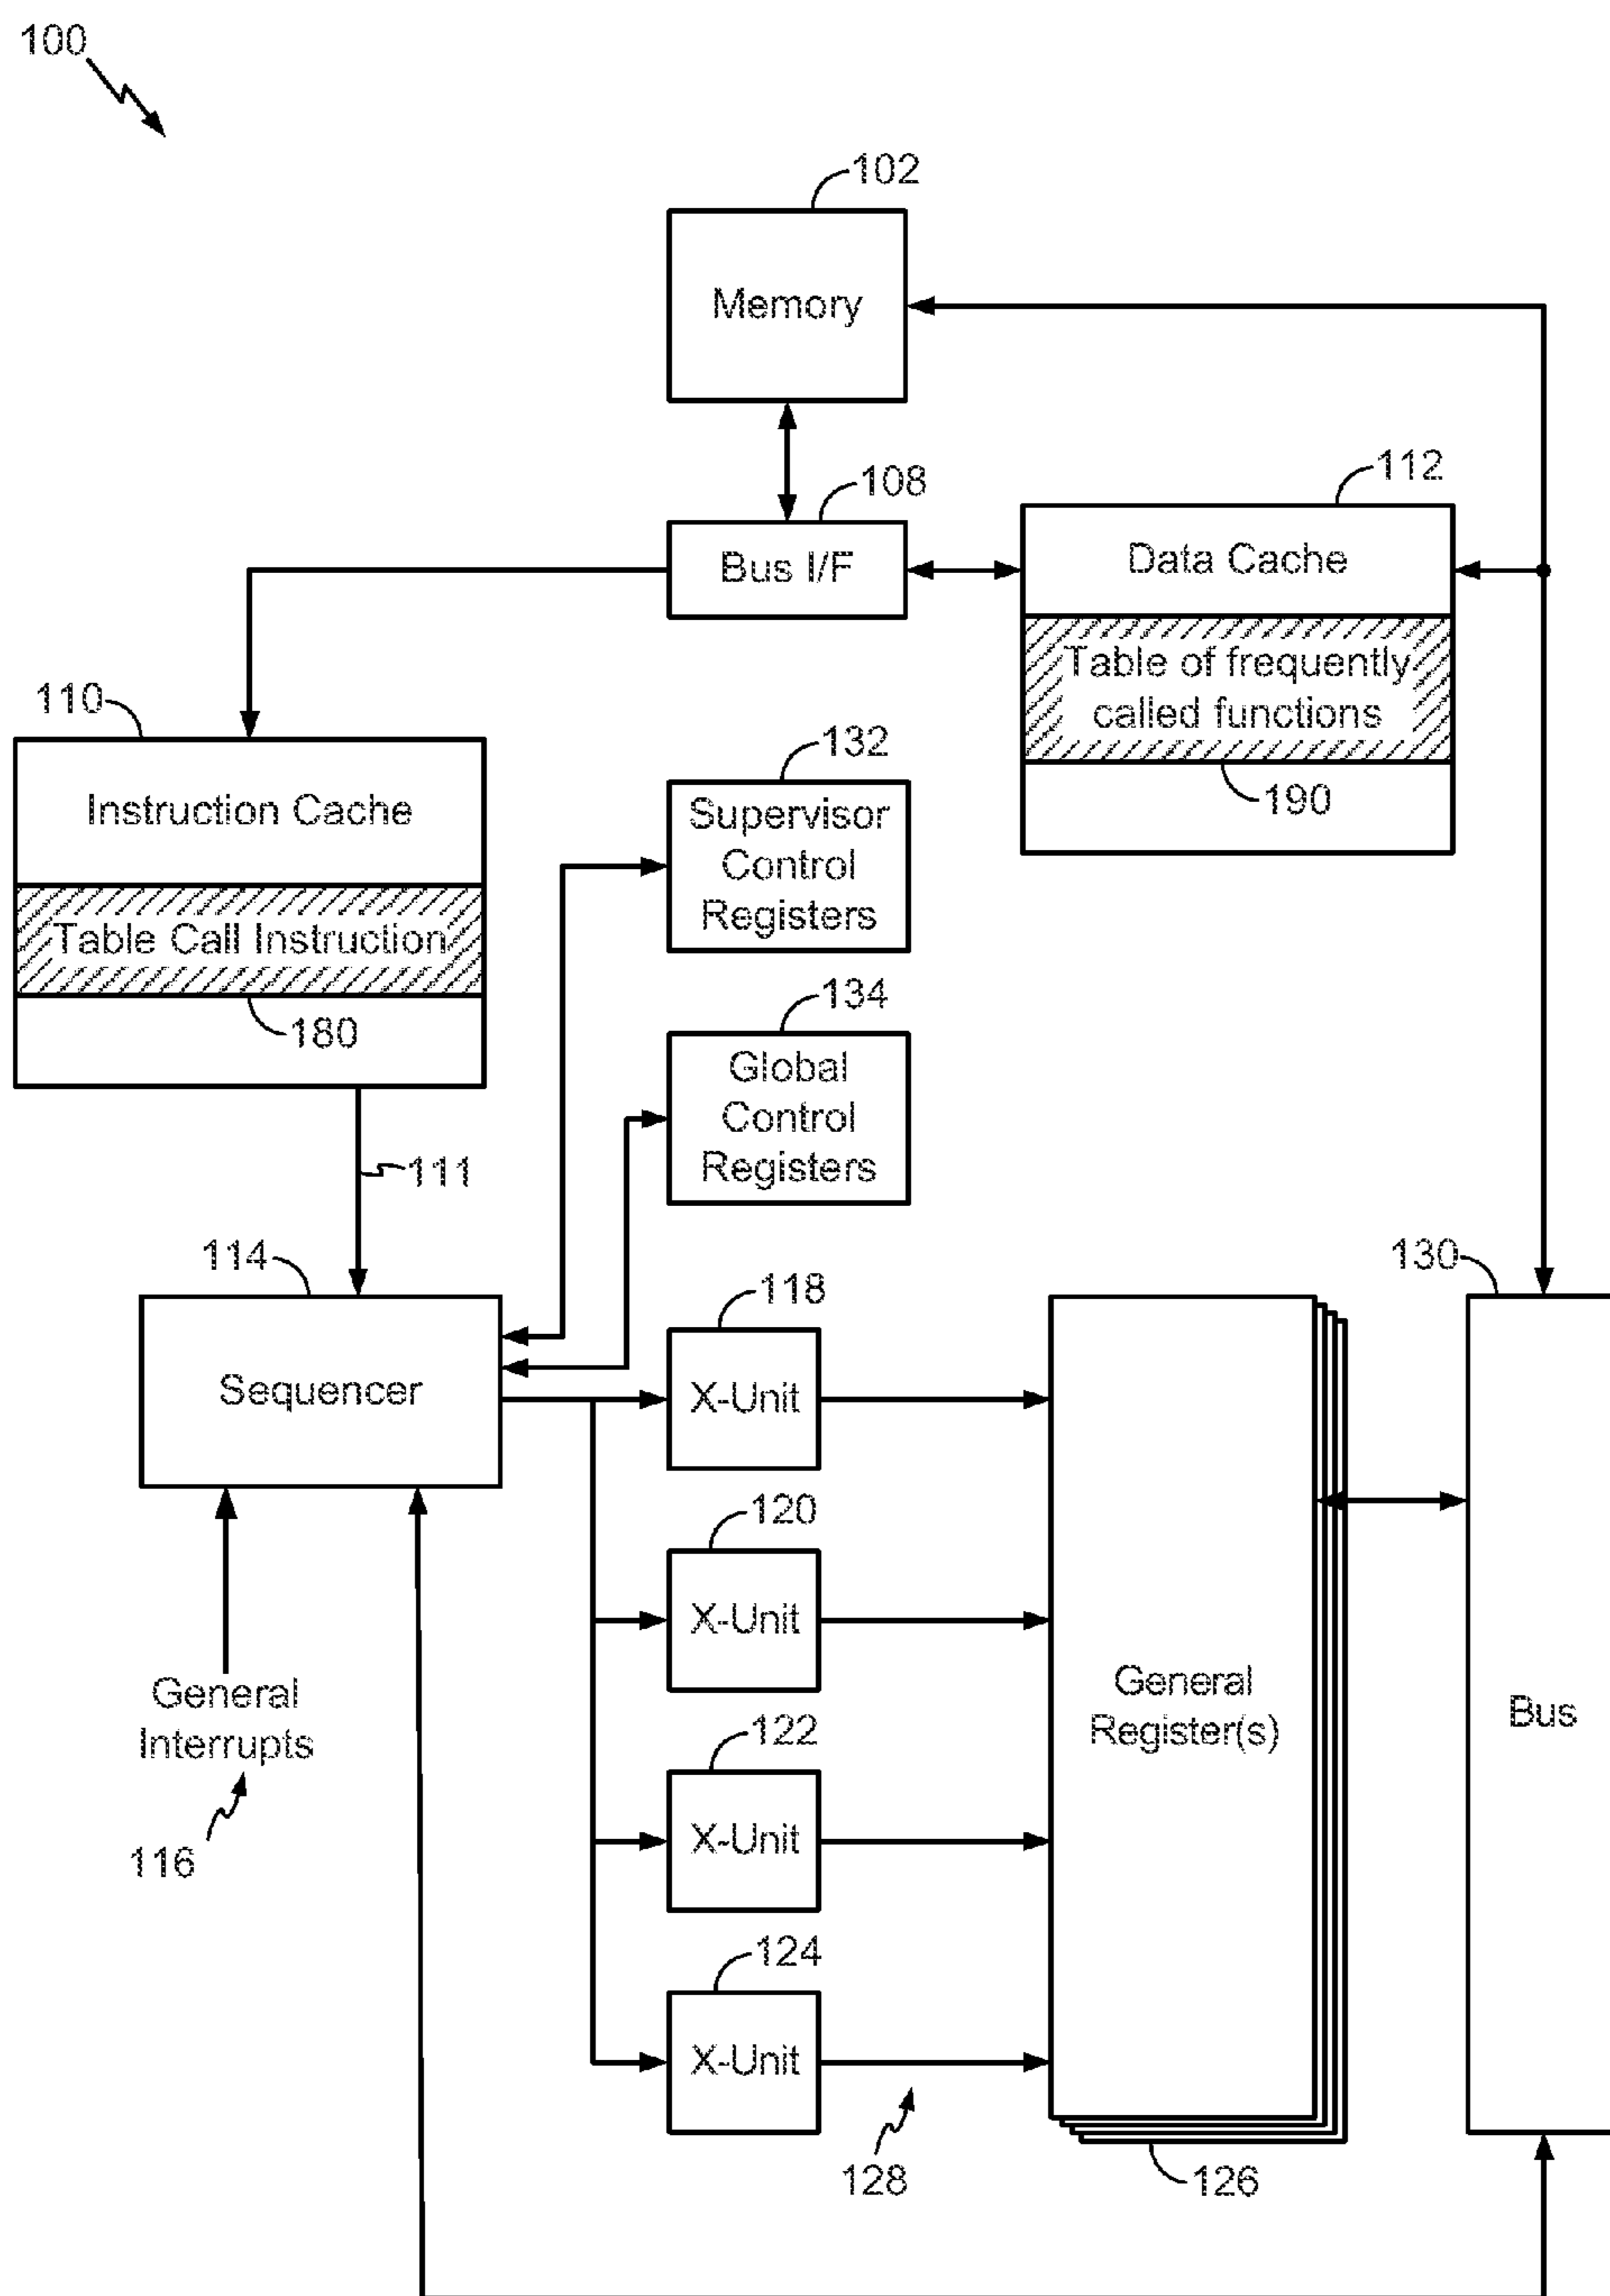 100
102
Memory
108
Bus I/F
112
Data Cache
Table of frequently
called functions
190
110
Instruction Cache
Table Call Instruction
180
111
132
Supervisor
Control
Registers
134
Global
Control
Registers
114
Sequencer
General
Interrupts
116
118
X-Unit
120
X-Unit
122
X-Unit
124
X-Unit
128
General
Register(s)
126
130
Bus